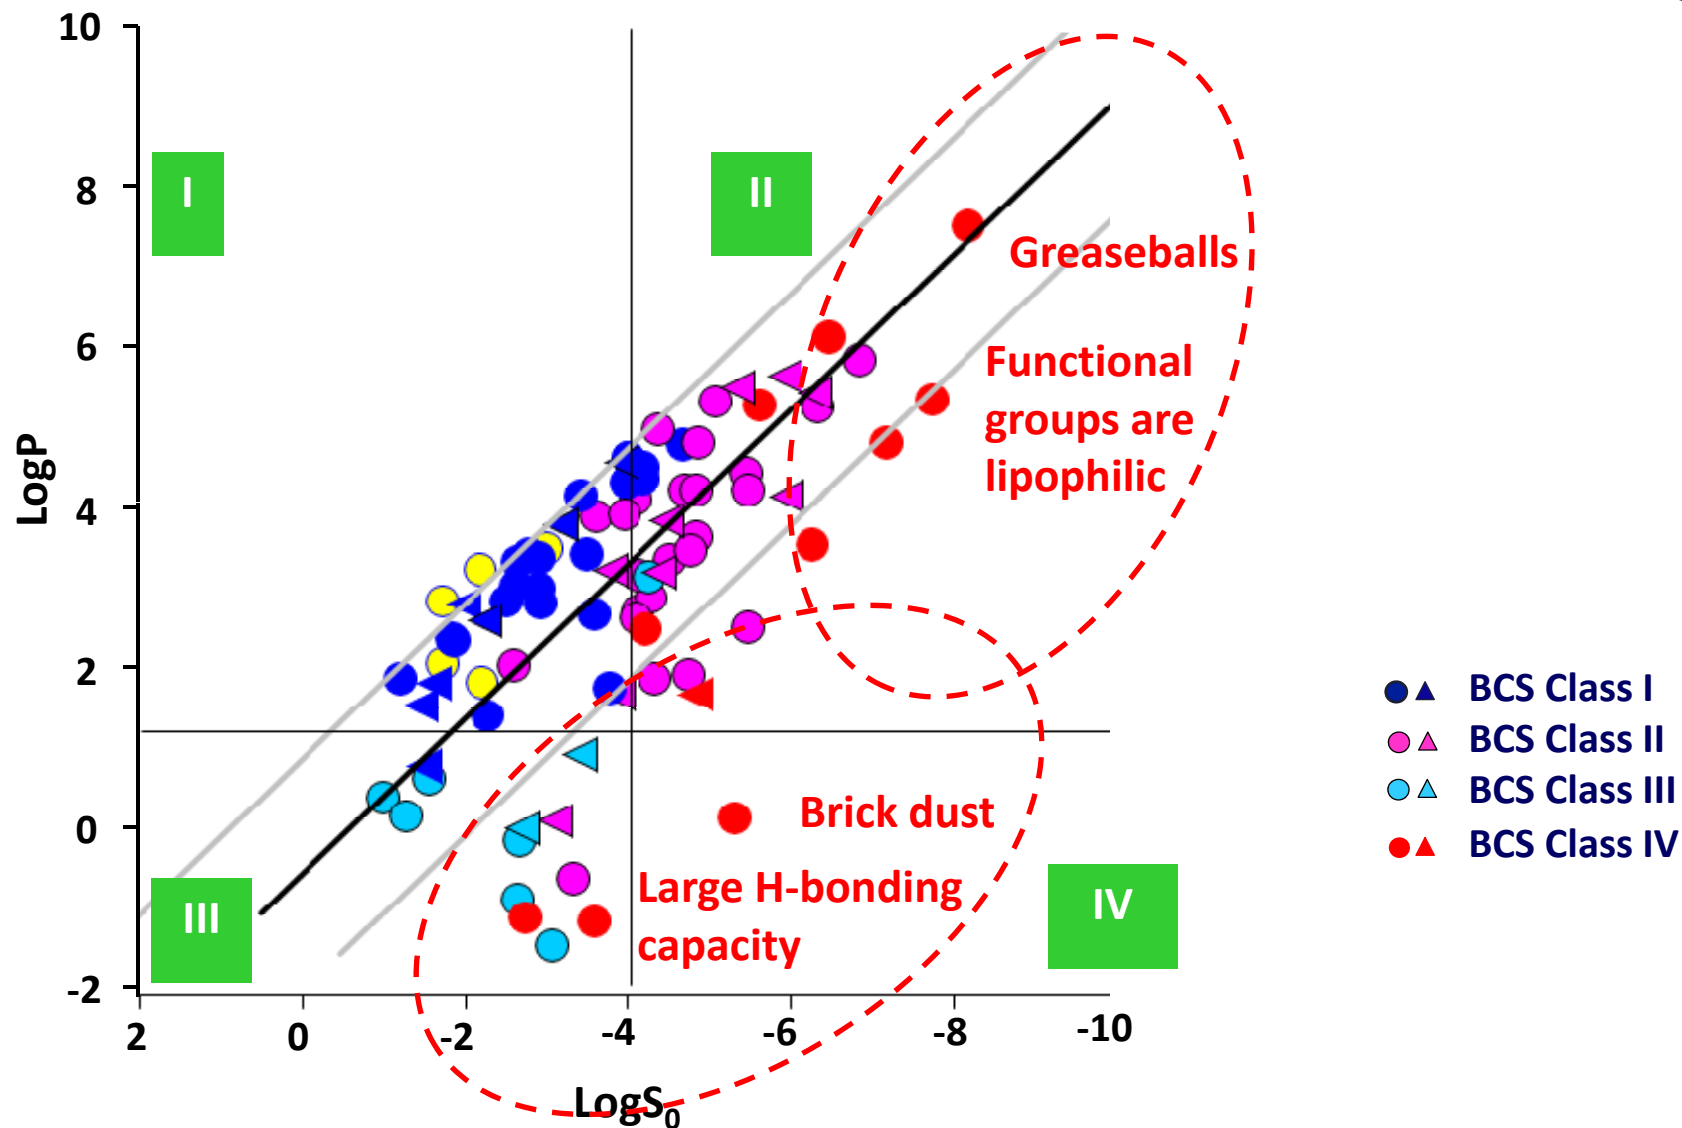 10
8
6
4
2
0
-2
LogP
I
II
III
IV
Greaseballs
Functional
groups are
lipophilic
Brick dust
Large H-bonding
capacity
BCS Class I
BCS Class II
BCS Class III
BCS Class IV
2
0
-2
-4
-6
-8
-10
LogS₀